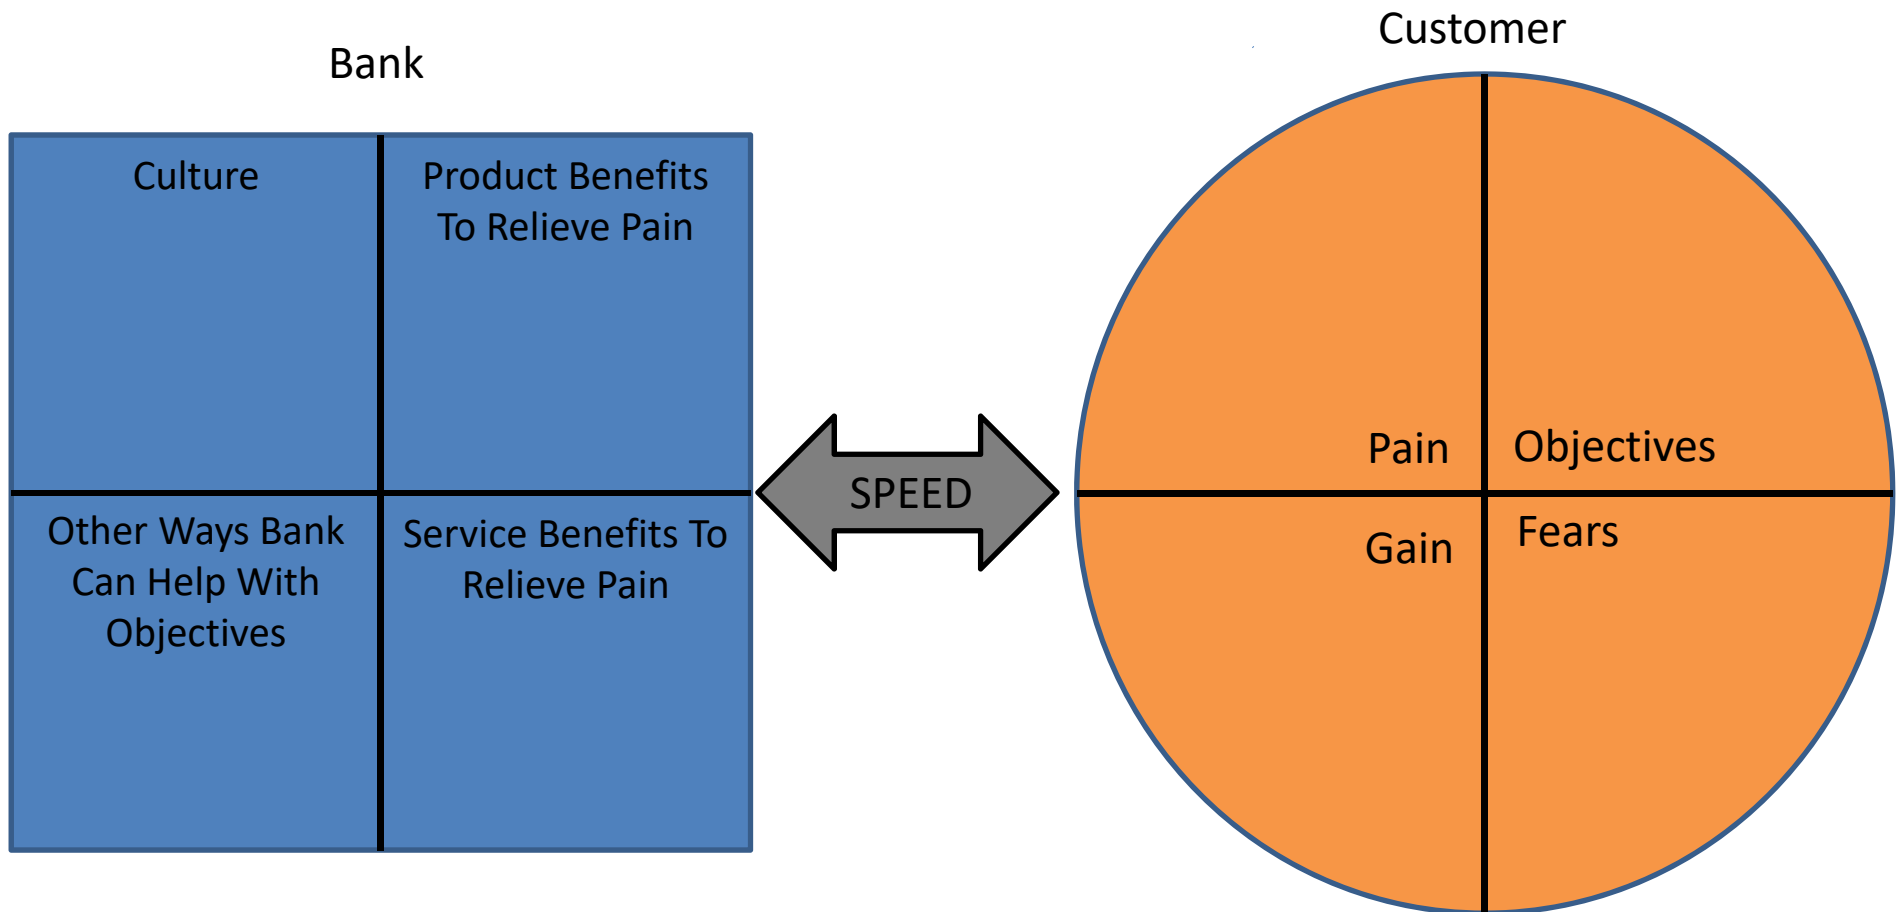 Bank
Culture
Product Benefits
To Relieve Pain
Other Ways Bank
Can Help With
Objectives
Service Benefits To
Relieve Pain
SPEED
Customer
Pain
Objectives
Gain
Fears